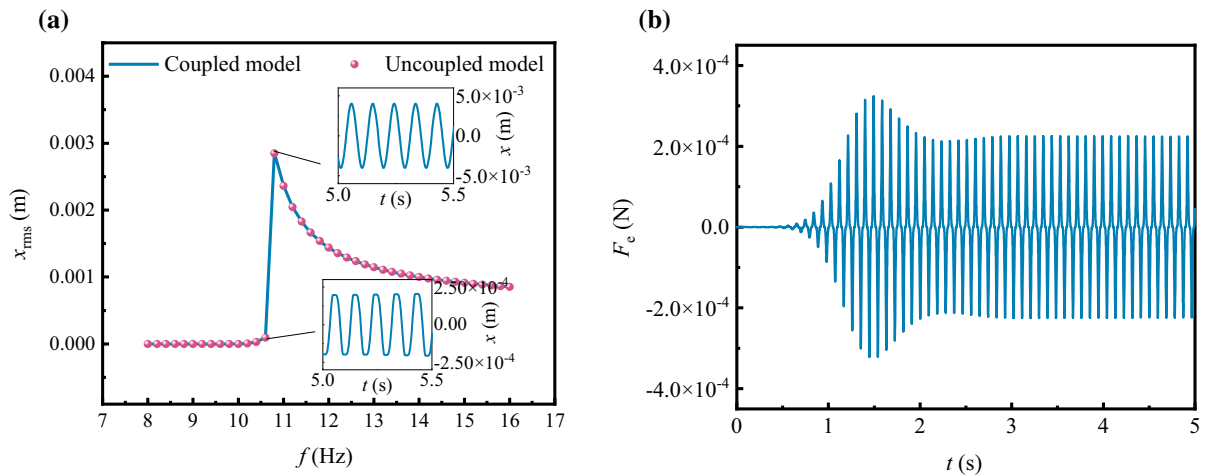 (a)
Coupled model
Uncoupled model
0.004
0.003
0.002
0.001
0.000
x_rms (m)
5.0×10⁻³
0.0
-5.0×10⁻³
x (m)
5.0 5.5
t (s)
2.50×10⁻⁴
0.00
-2.50×10⁻⁴
x (m)
5.0 5.5
t (s)
7 8 9 10 11 12 13 14 15 16 17
f (Hz)
(b)
4.0×10⁻⁴
2.0×10⁻⁴
0.0
-2.0×10⁻⁴
-4.0×10⁻⁴
F_e (N)
0 1 2 3 4 5
t (s)